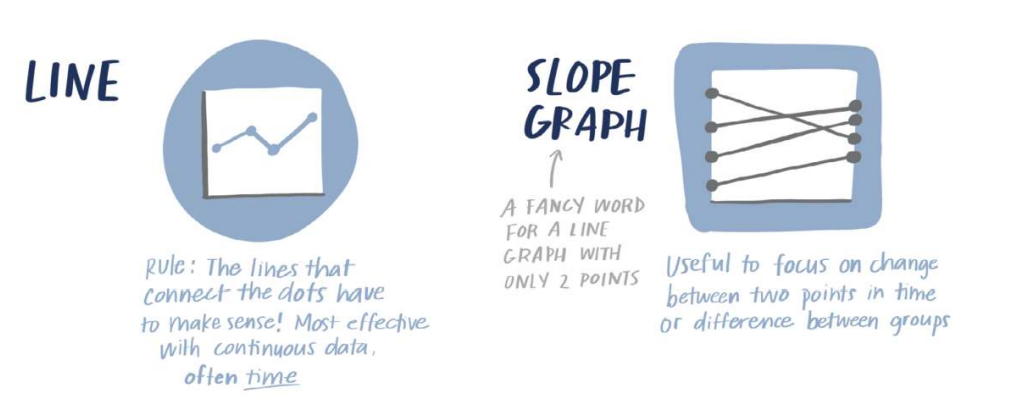 LINE
RULE: The lines that
connect the dots have
to make sense! Most effective
with continuous data,
often time
SLOPE
GRAPH
A FANCY WORD
FOR A LINE
GRAPH WITH
ONLY 2 POINTS
Useful to focus on change
between two points in time
or difference between groups